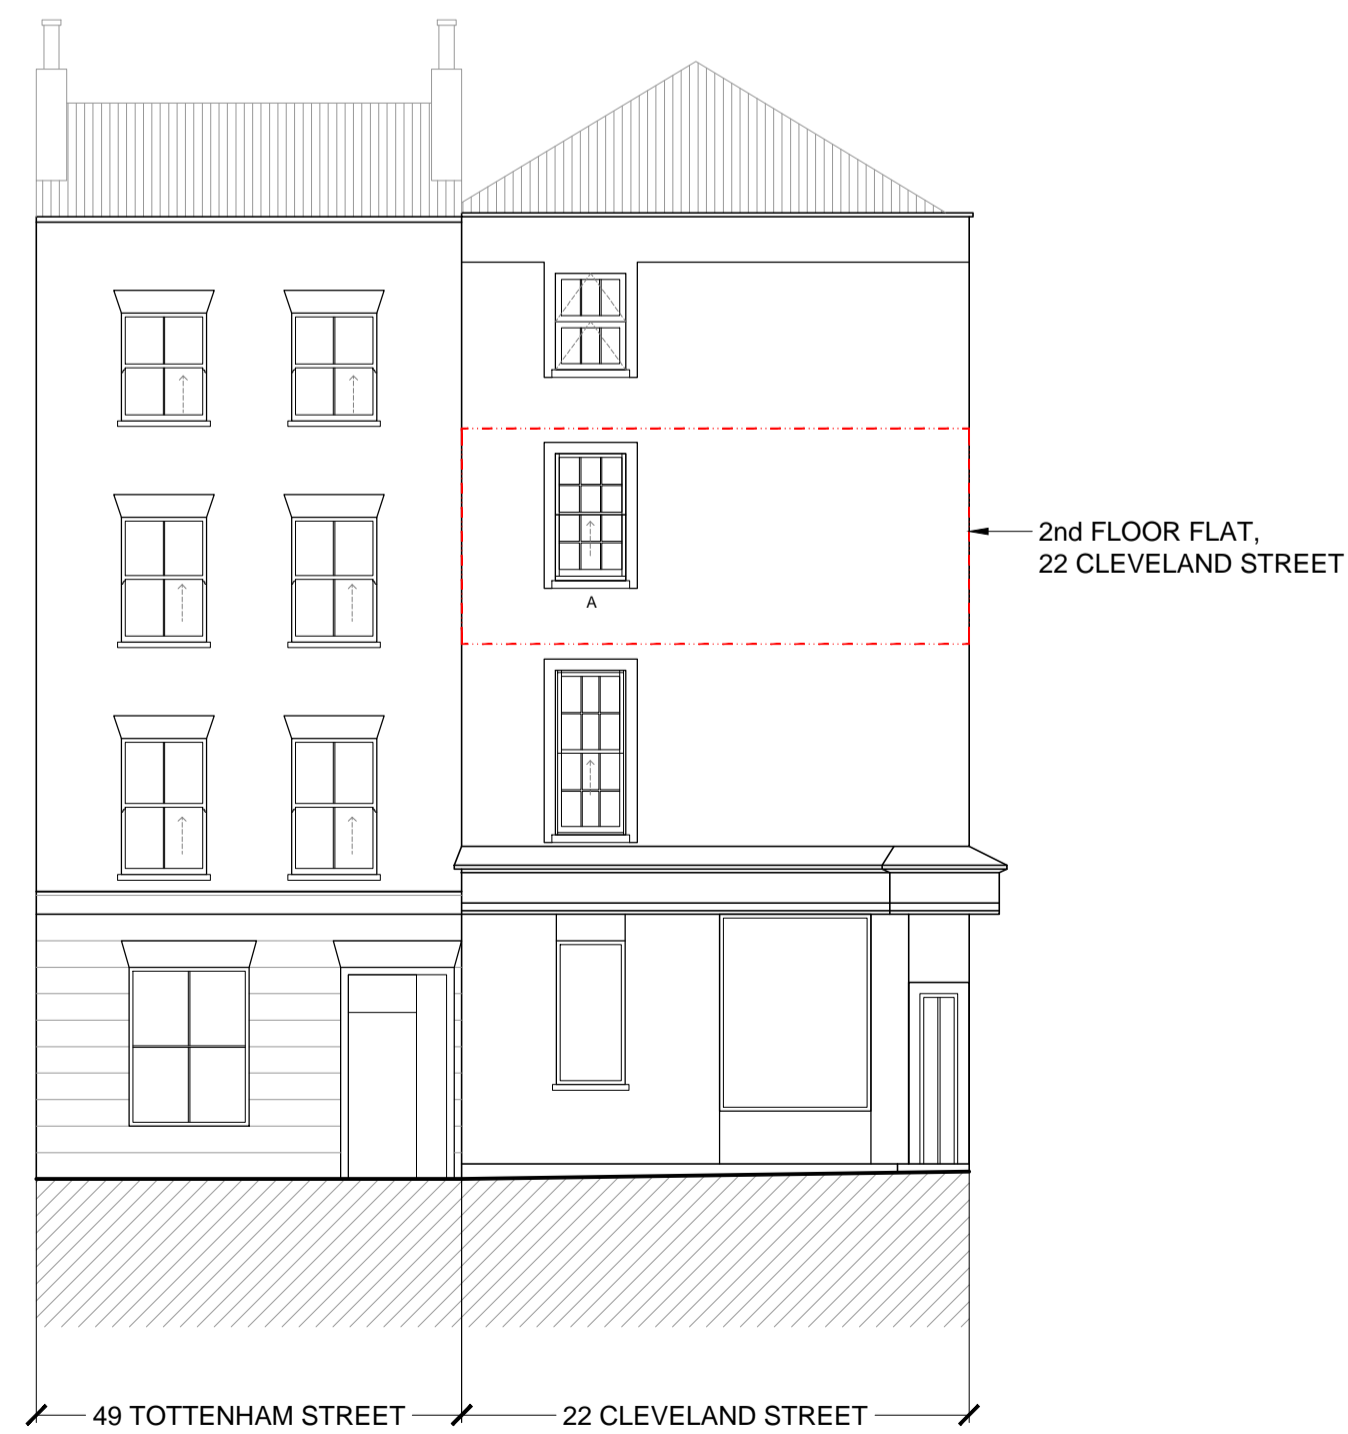 2nd FLOOR FLAT,
22 CLEVELAND STREET
A
49 TOTTENHAM STREET
22 CLEVELAND STREET